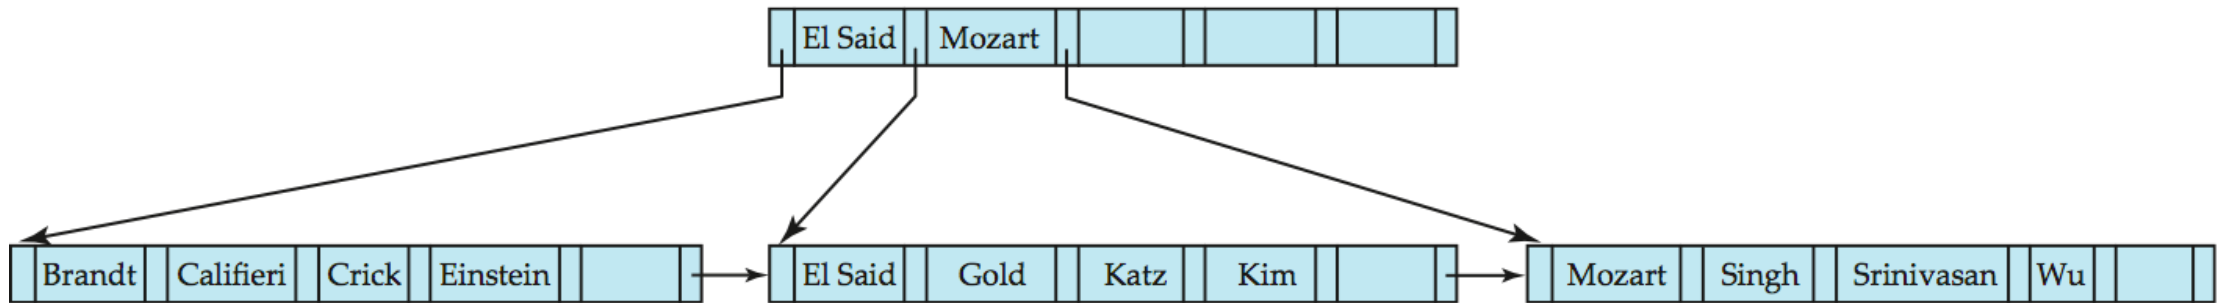 El Said Mozart
Brandt Califieri Crick Einstein El Said Gold Katz Kim Mozart Singh Srinivasan Wu